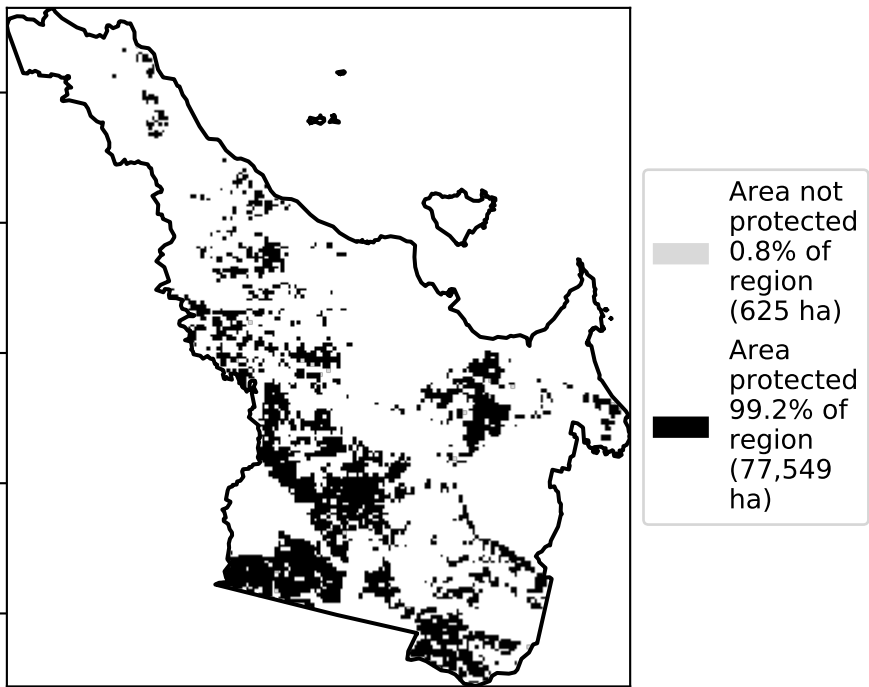 Area not
protected
0.8% of
region
(625 ha)
Area
protected
99.2% of
region
(77,549
ha)